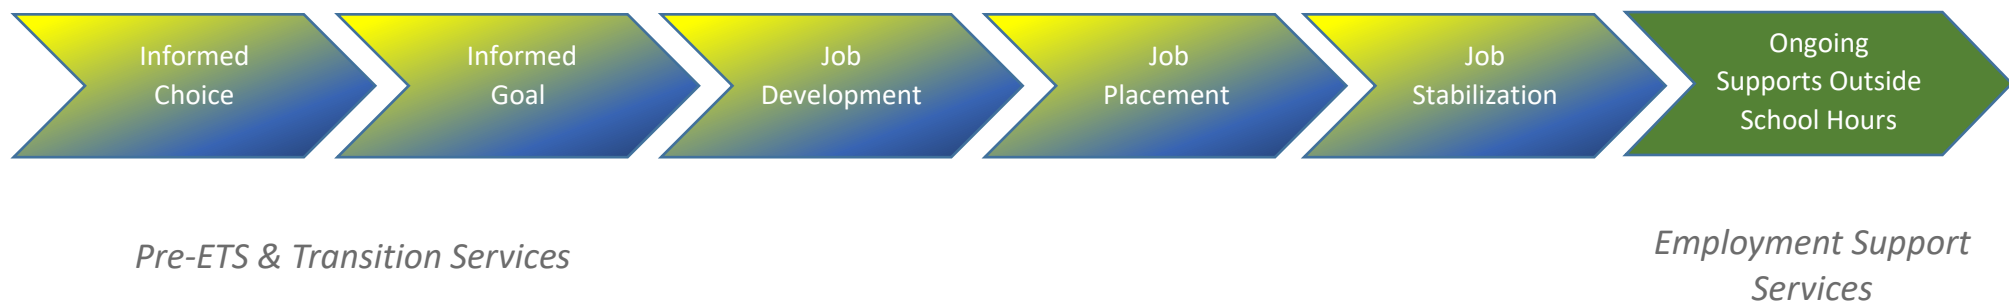 Informed
Choice
Informed
Goal
Job
Development
Job
Placement
Job
Stabilization
Ongoing
Supports Outside
School Hours
Pre-ETS & Transition Services
Employment Support
Services